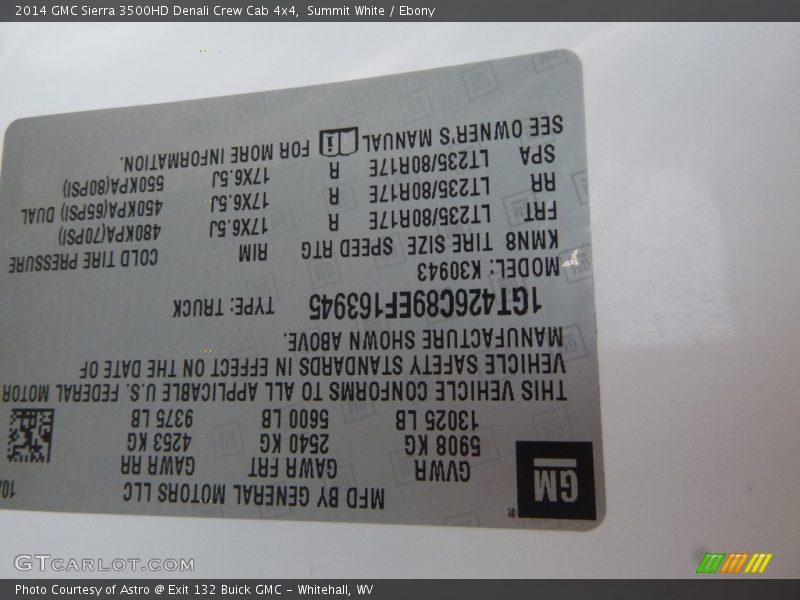 2014 GMC Sierra 3500HD Denali Crew Cab 4x4, Summit White / Ebony
MFD BY GENERAL MOTORS LLC 10/
GM ®
GVWR GAWR FRT GAWR RR
5908 KG 2540 KG 4253 KG
13025 LB 5600 LB 9375 LB
THIS VEHICLE CONFORMS TO ALL APPLICABLE U.S. FEDERAL MOTOR
VEHICLE SAFETY STANDARDS IN EFFECT ON THE DATE OF
MANUFACTURE SHOWN ABOVE.
1GT426C89EF163945 TYPE: TRUCK
MODEL: K30943
KMN8 TIRE SIZE SPEED RTG RIM COLD TIRE PRESSURE
FRT LT235/80R17E R 17X6.5J 480KPA(70PSI)
RR LT235/80R17E R 17X6.5J 450KPA(65PSI) DUAL
SPA LT235/80R17E R 17X6.5J 550KPA(80PSI)
SEE OWNER'S MANUAL i FOR MORE INFORMATION.
GTCARLOT.COM
Photo Courtesy of Astro @ Exit 132 Buick GMC - Whitehall, WV